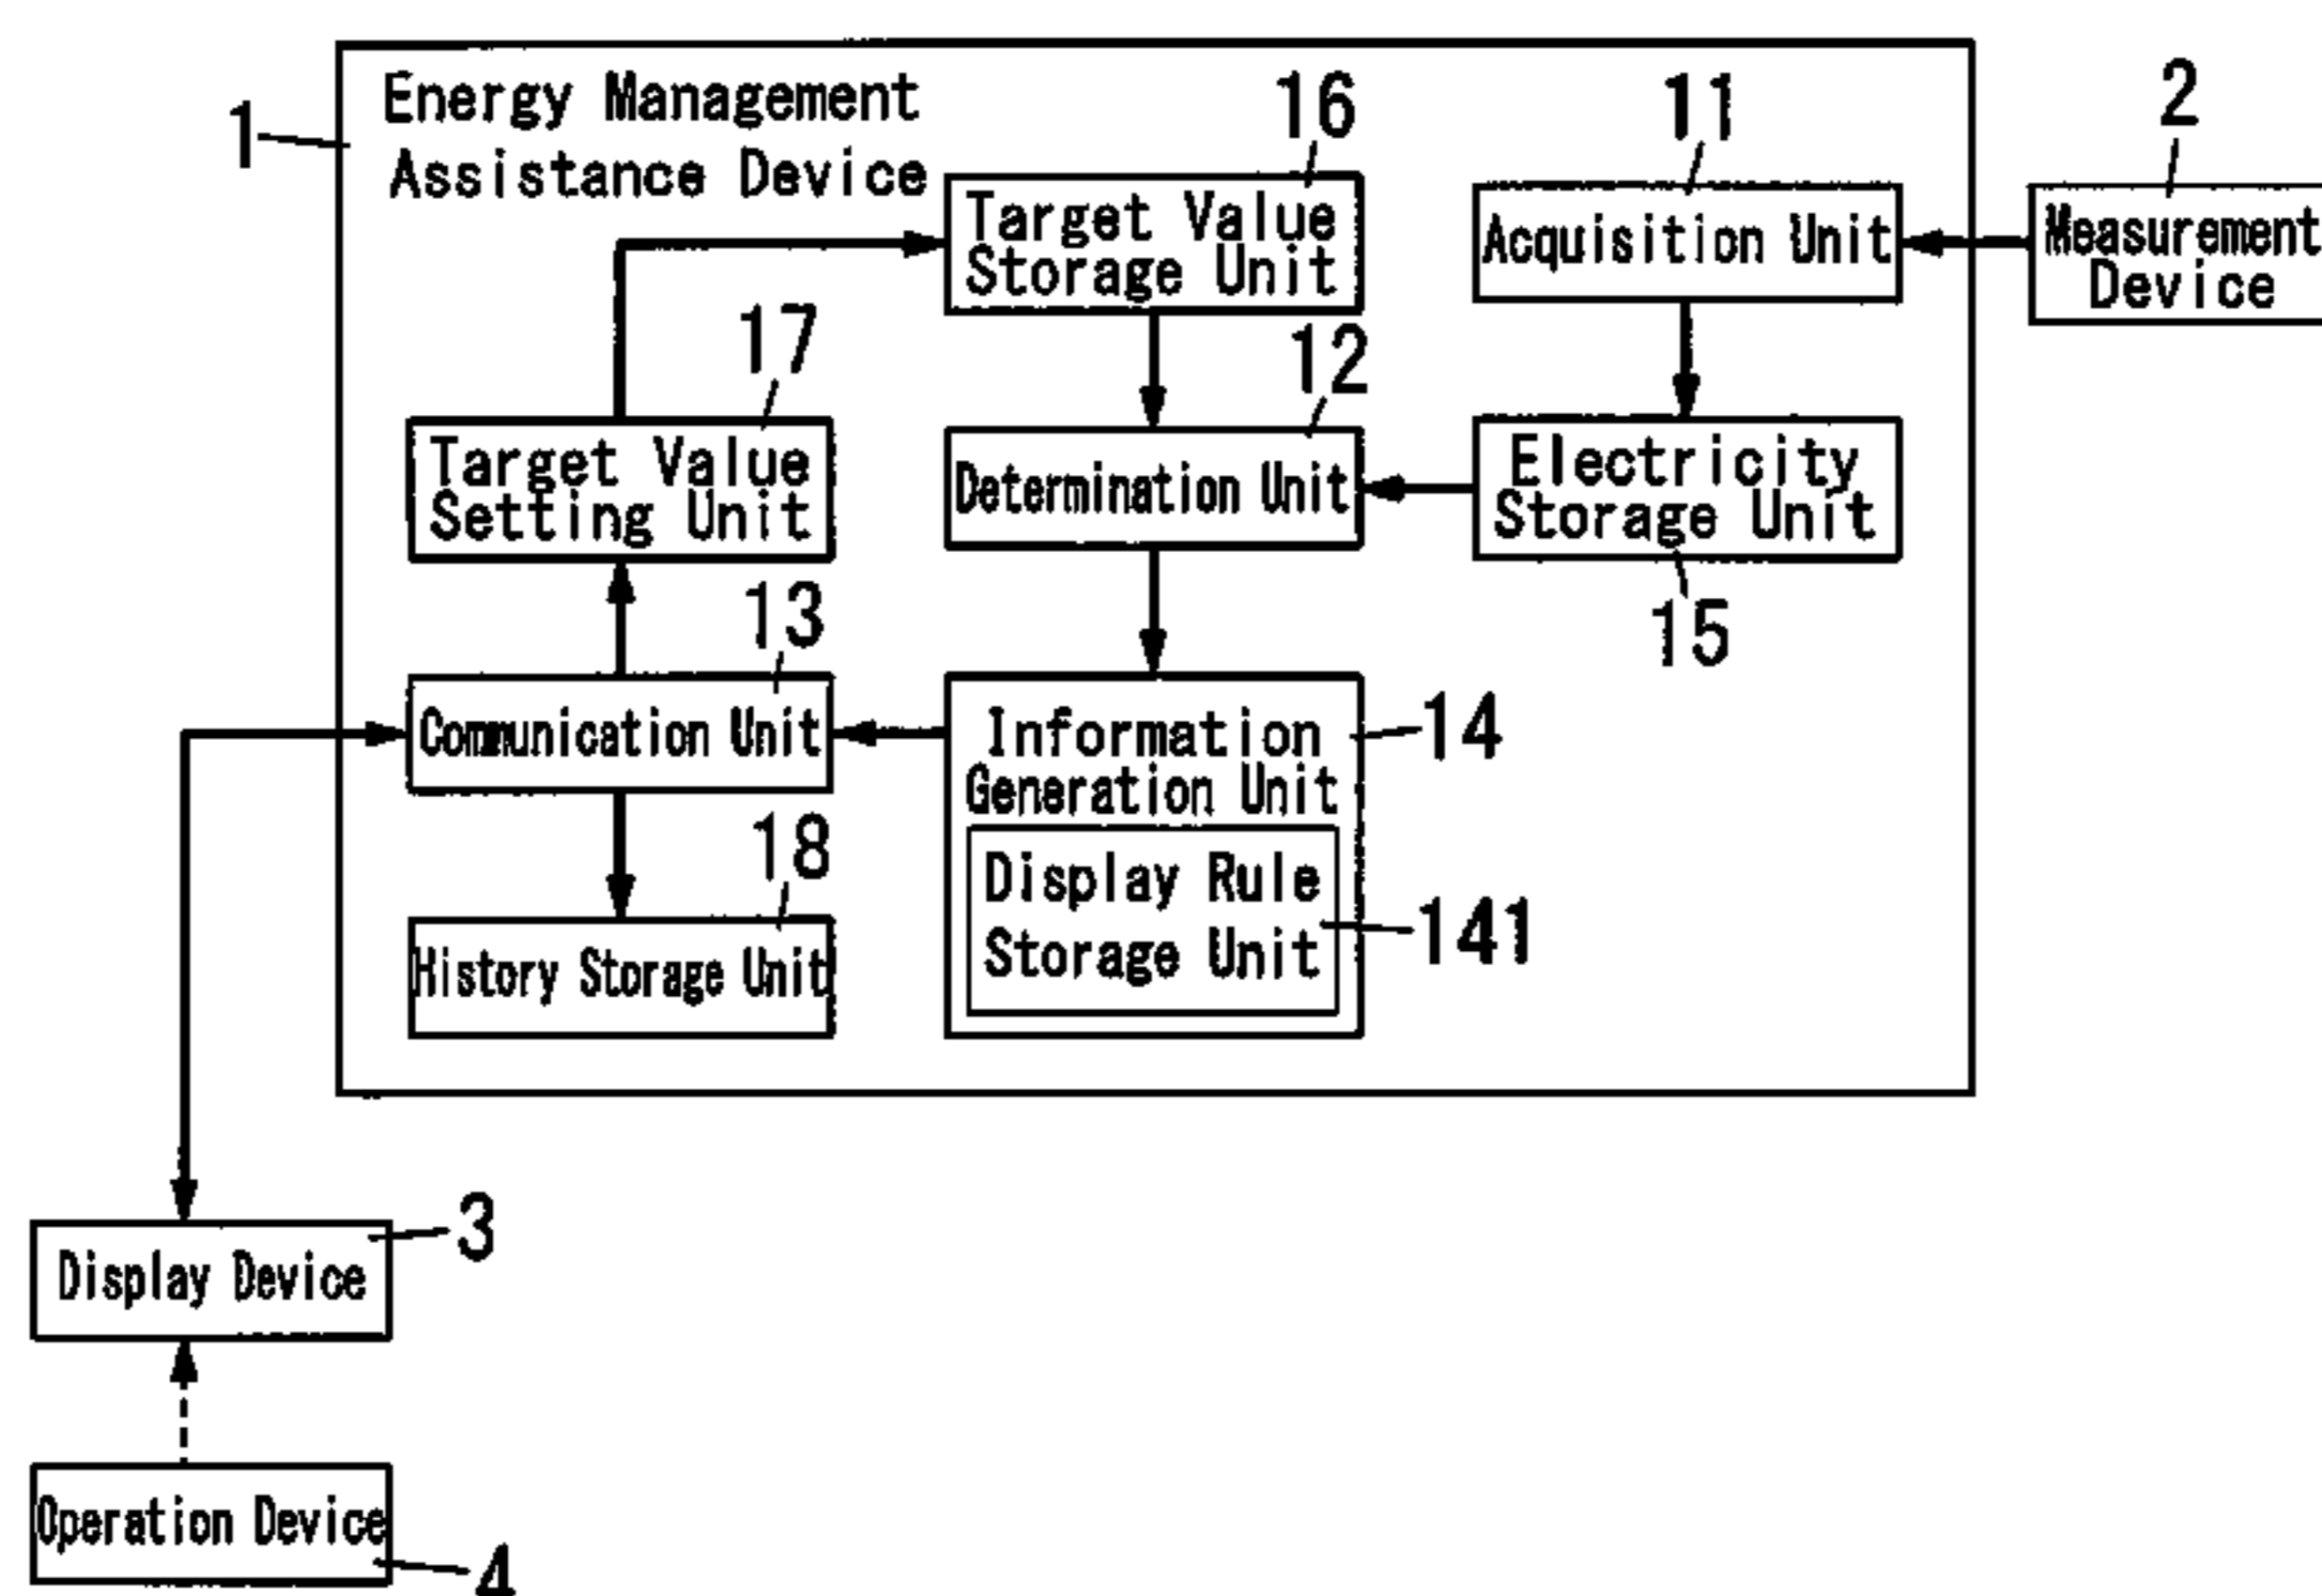 1
Energy Management
Assistance Device
16
11
2
Target Value
Storage Unit
Acquisition Unit
Measurement
Device
17
12
Target Value
Setting Unit
Determination Unit
Electricity
Storage Unit
15
13
Communication Unit
Information
Generation Unit
14
18
Display Rule
Storage Unit
141
History Storage Unit
3
Display Device
Operation Device
4